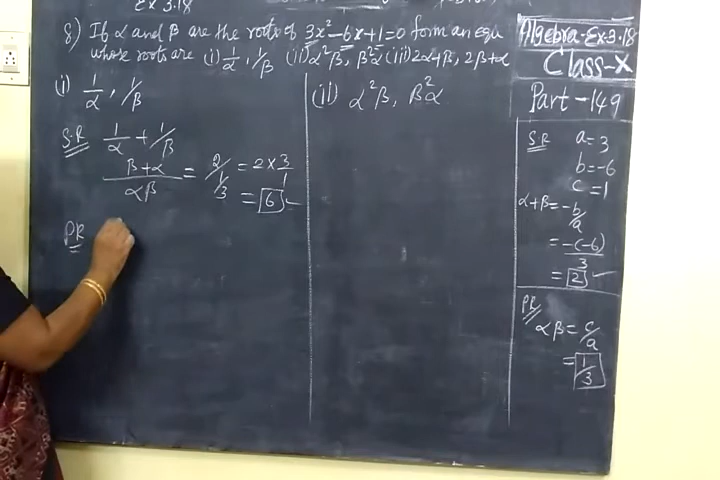 Ex 3.18
8) If α and β are the roots of 3x²-6x+1=0 form an equ
whose roots are (i) 1/α, 1/β (ii) α²β, β²α (iii) 2α+β, 2β+α
Algebra-Ex-3.18
Class-X
Part-149
(i) 1/α, 1/β
S.R 1/α + 1/β
β+α/αβ = 2/1/3 = 2×3/1
= 6
PR
(ii) α²β, β²α
S.R a=3
b=-6
c=1
α+β=-b/a
=-(-6)/3
=2
PR
αβ=c/a
=1/3